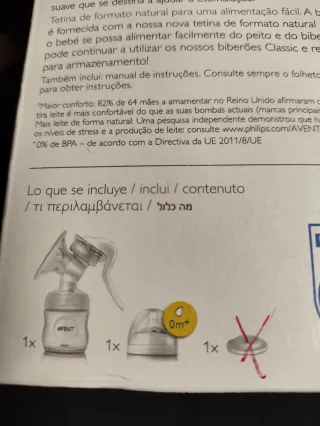 suave que se destina a ajudar a
Tetina de formato natural para uma alimentação fácil. A b
é fornecida com a nossa nova tetina de formato natural
o bebé se possa alimentar facilmente do peito e do bibe
pode continuar a utilizar os nossos biberões Classic e re
para armazenamento!
Também inclui: manual de instruções. Consulte sempre o folheto
para obter instruções.
¹Maior conforto: 82% de 64 mães a amamentar no Reino Unido afirmaram
tira leite é mais confortável do que as suas bombas actuais (marcas principai
Mais leite de forma natural: Uma pesquisa independente demonstrou que h
os níveis de stress e a produção de leite: consulte www.philips.com/AVENT
*0% de BPA – de acordo com a Directiva da UE 2011/8/UE
Lo que se incluye / inclui / contenuto
/ τι περιλαμβάνεται / מה כלול
AVENT
0m+
1x
1x
1x